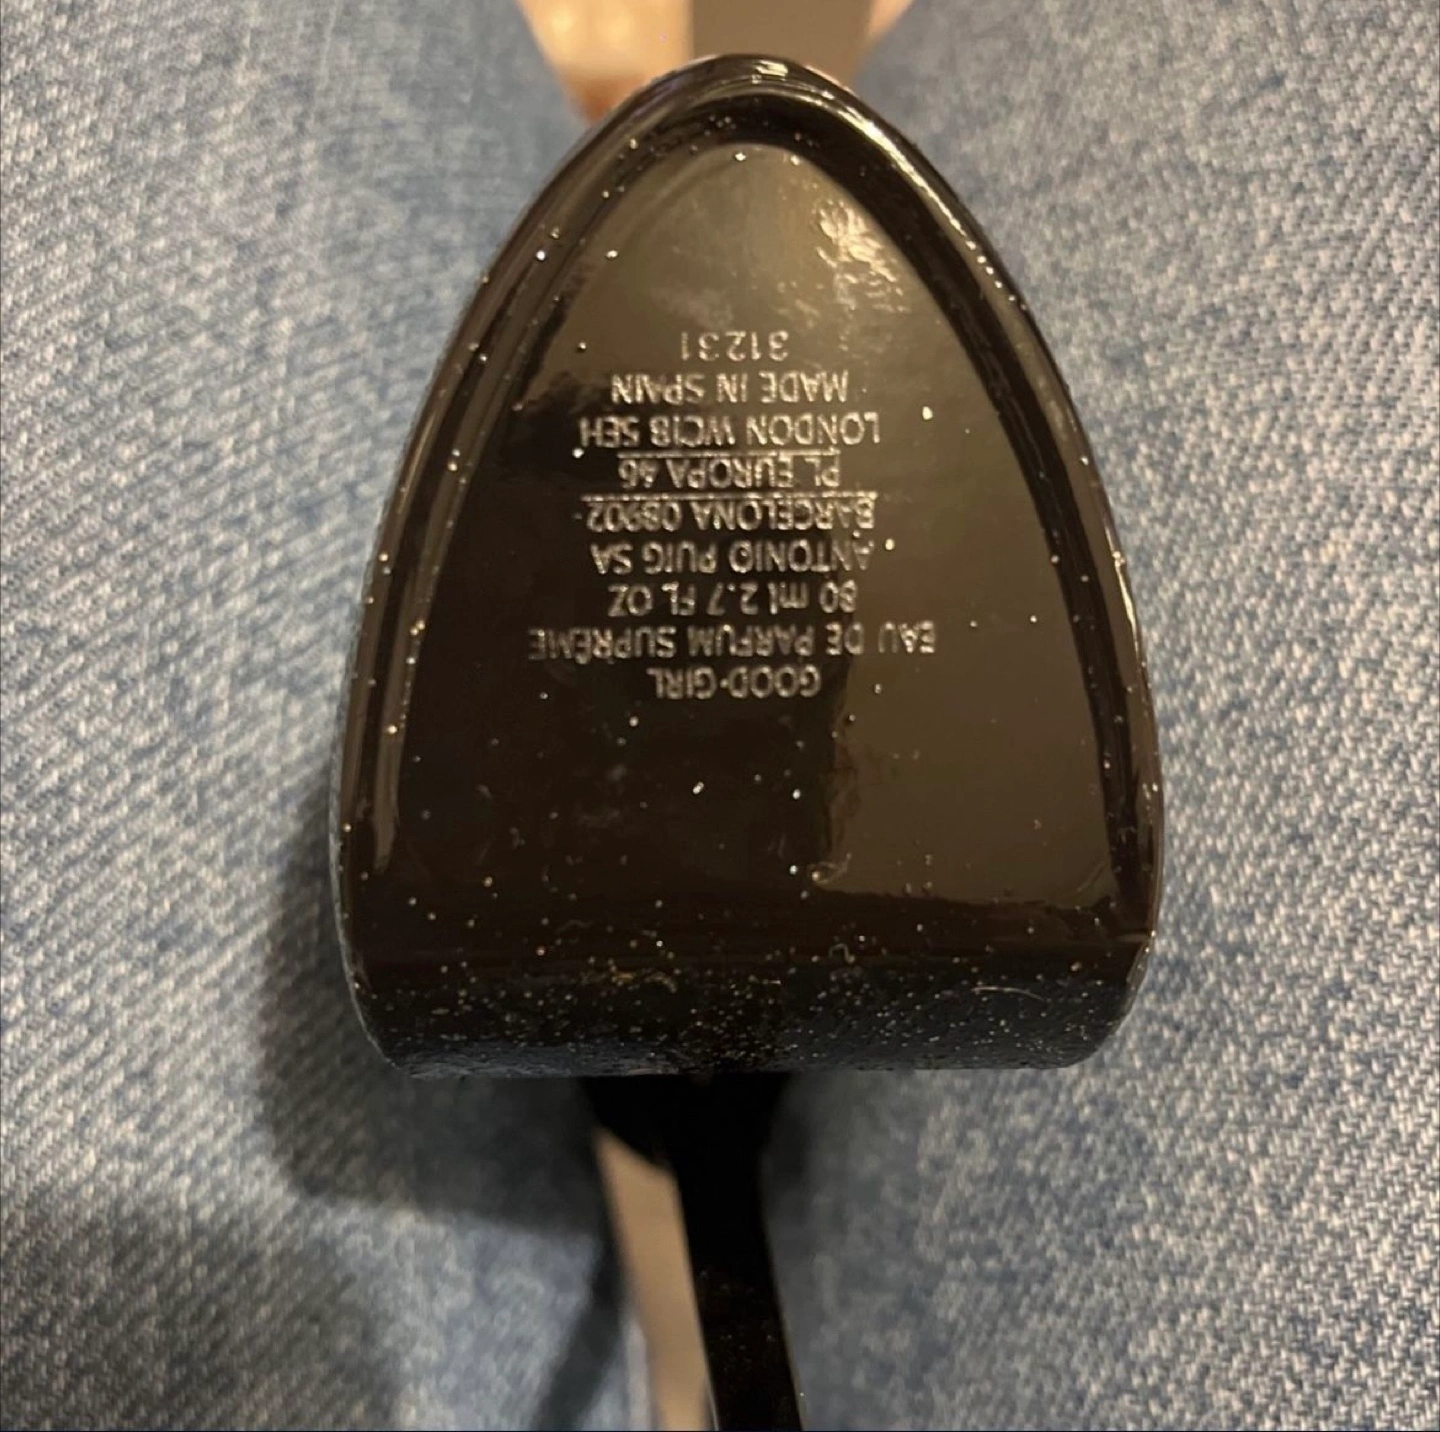 GOOD·GIRL
EAU DE PARFUM SUPRÊME
80 ml 2.7 FL OZ
ANTONIO PUIG SA
BARCELONA 08902-
PL EUROPA 46
LONDON WC1B 5EH
MADE IN SPAIN
31231